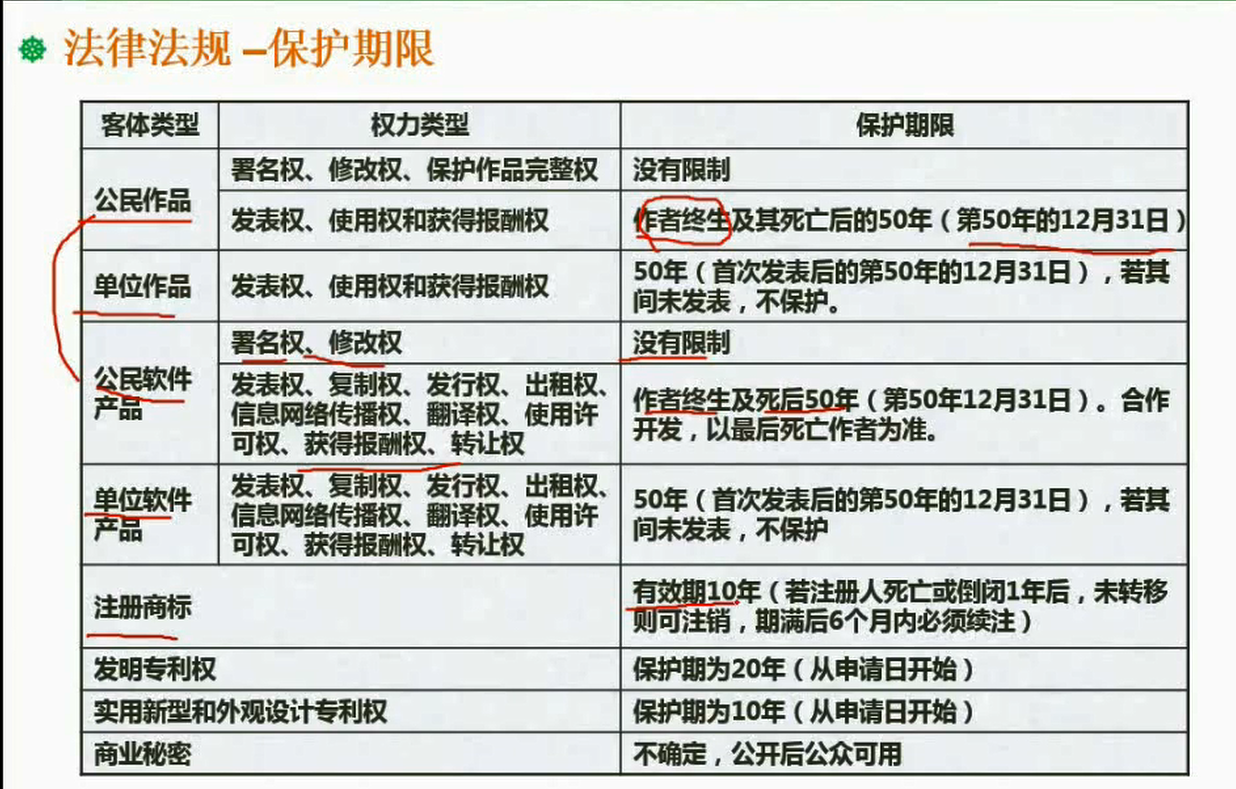 法律法规 –保护期限
客体类型 权力类型 保护期限
公民作品
署名权、修改权、保护作品完整权 没有限制
发表权、使用权和获得报酬权 作者终生及其死亡后的50年（第50年的12月31日）
单位作品
发表权、使用权和获得报酬权
50年（首次发表后的第50年的12月31日），若其
间未发表，不保护。
公民软件
产品
署名权、修改权 没有限制
发表权、复制权、发行权、出租权、
信息网络传播权、翻译权、使用许
可权、获得报酬权、转让权
作者终生及死后50年（第50年12月31日）。合作
开发，以最后死亡作者为准。
单位软件
产品
发表权、复制权、发行权、出租权、
信息网络传播权、翻译权、使用许
可权、获得报酬权、转让权
50年（首次发表后的第50年的12月31日），若其
间未发表，不保护
注册商标
有效期10年（若注册人死亡或倒闭1年后，未转移
则可注销，期满后6个月内必须续注）
发明专利权 保护期为20年（从申请日开始）
实用新型和外观设计专利权 保护期为10年（从申请日开始）
商业秘密 不确定，公开后公众可用